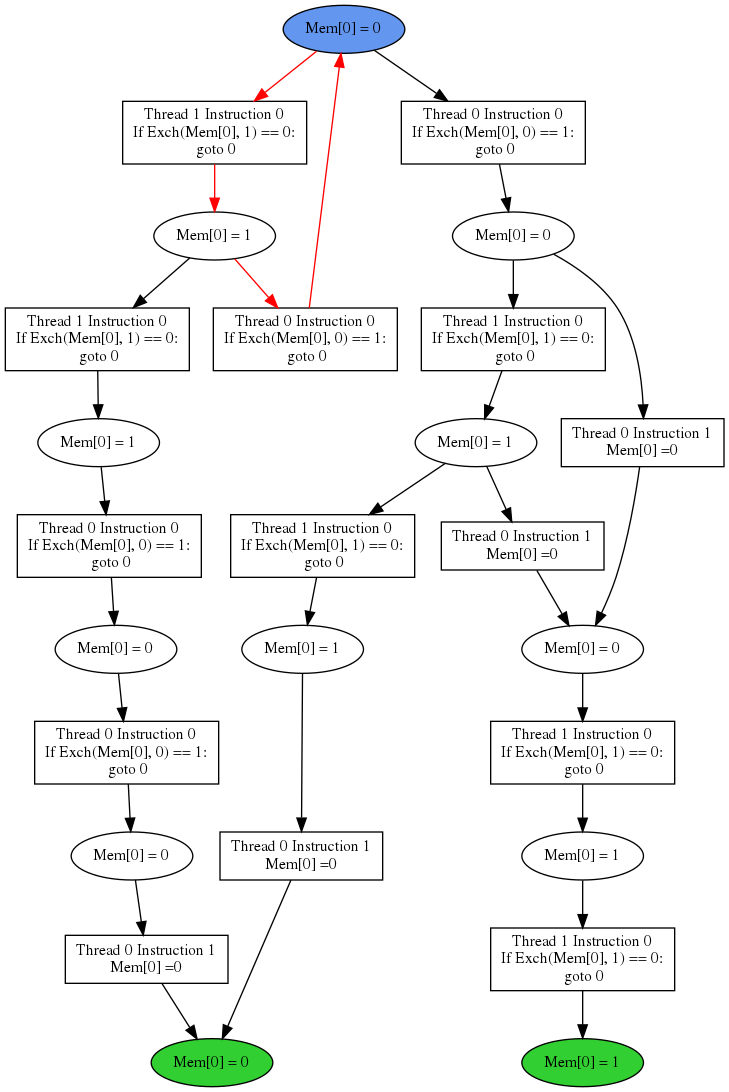 Mem[0] = 0
Thread 1 Instruction 0
If Exch(Mem[0], 1) == 0:
goto 0
Thread 0 Instruction 0
If Exch(Mem[0], 0) == 1:
goto 0
Mem[0] = 1
Mem[0] = 0
Thread 1 Instruction 0
If Exch(Mem[0], 1) == 0:
goto 0
Thread 0 Instruction 0
If Exch(Mem[0], 0) == 1:
goto 0
Thread 1 Instruction 0
If Exch(Mem[0], 1) == 0:
goto 0
Mem[0] = 1
Mem[0] = 1
Thread 0 Instruction 1
Mem[0] =0
Thread 0 Instruction 0
If Exch(Mem[0], 0) == 1:
goto 0
Thread 1 Instruction 0
If Exch(Mem[0], 1) == 0:
goto 0
Thread 0 Instruction 1
Mem[0] =0
Mem[0] = 0
Mem[0] = 1
Mem[0] = 0
Thread 0 Instruction 0
If Exch(Mem[0], 0) == 1:
goto 0
Thread 1 Instruction 0
If Exch(Mem[0], 1) == 0:
goto 0
Mem[0] = 0
Thread 0 Instruction 1
Mem[0] =0
Mem[0] = 1
Thread 0 Instruction 1
Mem[0] =0
Thread 1 Instruction 0
If Exch(Mem[0], 1) == 0:
goto 0
Mem[0] = 0
Mem[0] = 1